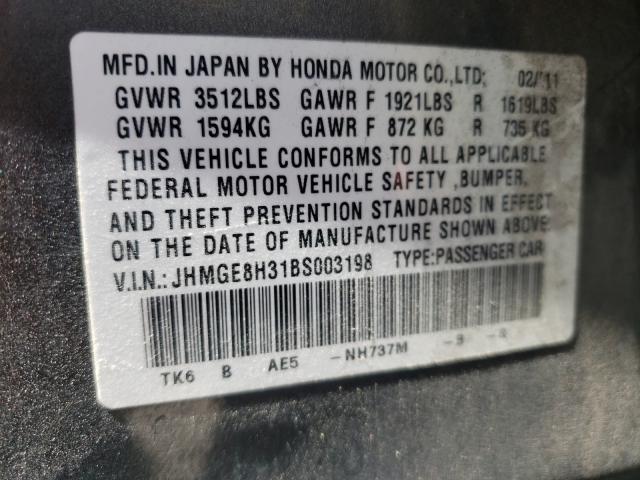 MFD.IN JAPAN BY HONDA MOTOR CO.,LTD; 02/'11
GVWR 3512LBS GAWR F 1921LBS R 1619LBS
GVWR 1594KG GAWR F 872 KG R 735 KG
THIS VEHICLE CONFORMS TO ALL APPLICABLE
FEDERAL MOTOR VEHICLE SAFETY ,BUMPER,
AND THEFT PREVENTION STANDARDS IN EFFECT
ON THE DATE OF MANUFACTURE SHOWN ABOVE.
V.I.N.: JHMGE8H31BS003198 TYPE:PASSENGER CAR
TK6 B AE5 -NH737M